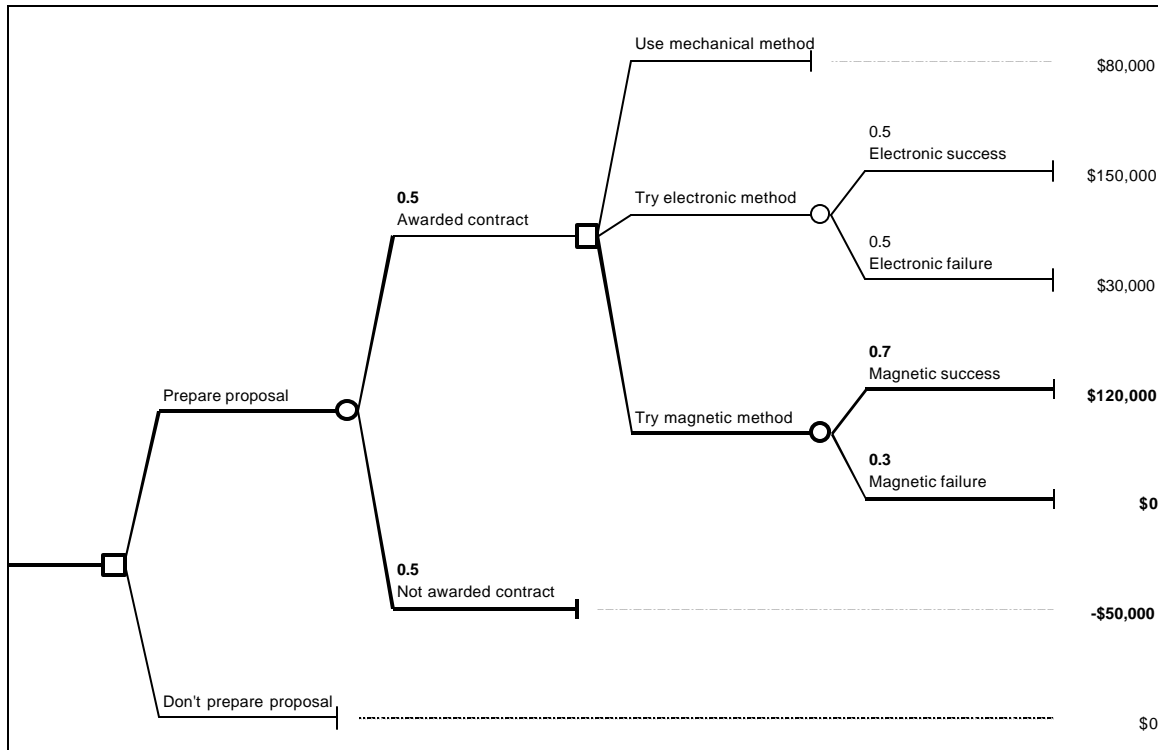 Use mechanical method
$80,000
0.5
Electronic success
$150,000
0.5
Awarded contract
Try electronic method
0.5
Electronic failure
$30,000
0.7
Magnetic success
$120,000
Prepare proposal
Try magnetic method
0.3
Magnetic failure
$0
0.5
Not awarded contract
-$50,000
Don't prepare proposal
$0